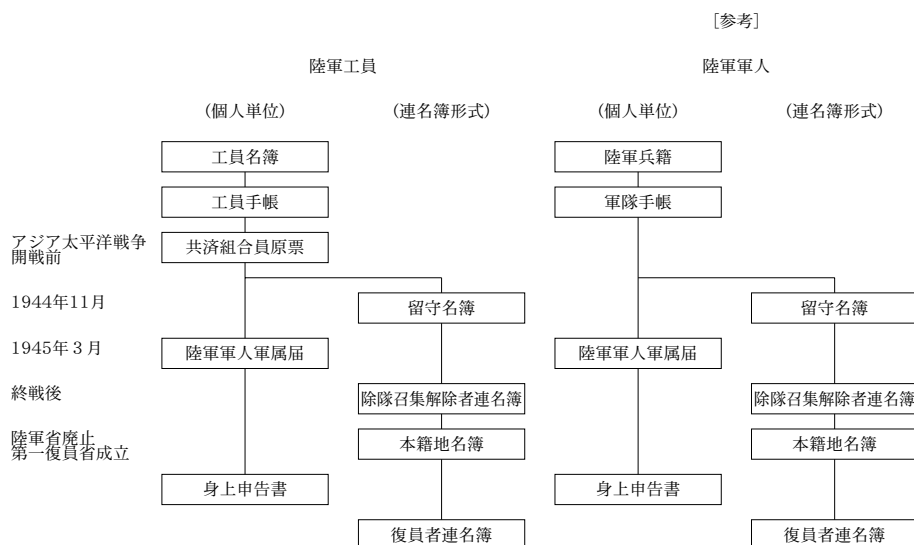 ［参考］
陸軍工員
陸軍軍人
（個人単位）
（連名簿形式）
（個人単位）
（連名簿形式）
工員名簿
陸軍兵籍
工員手帳
軍隊手帳
アジア太平洋戦争
開戦前
共済組合員原票
1944年11月
留守名簿
留守名簿
1945年３月
陸軍軍人軍属届
陸軍軍人軍属届
終戦後
除隊召集解除者連名簿
除隊召集解除者連名簿
陸軍省廃止
第一復員省成立
本籍地名簿
本籍地名簿
身上申告書
身上申告書
復員者連名簿
復員者連名簿